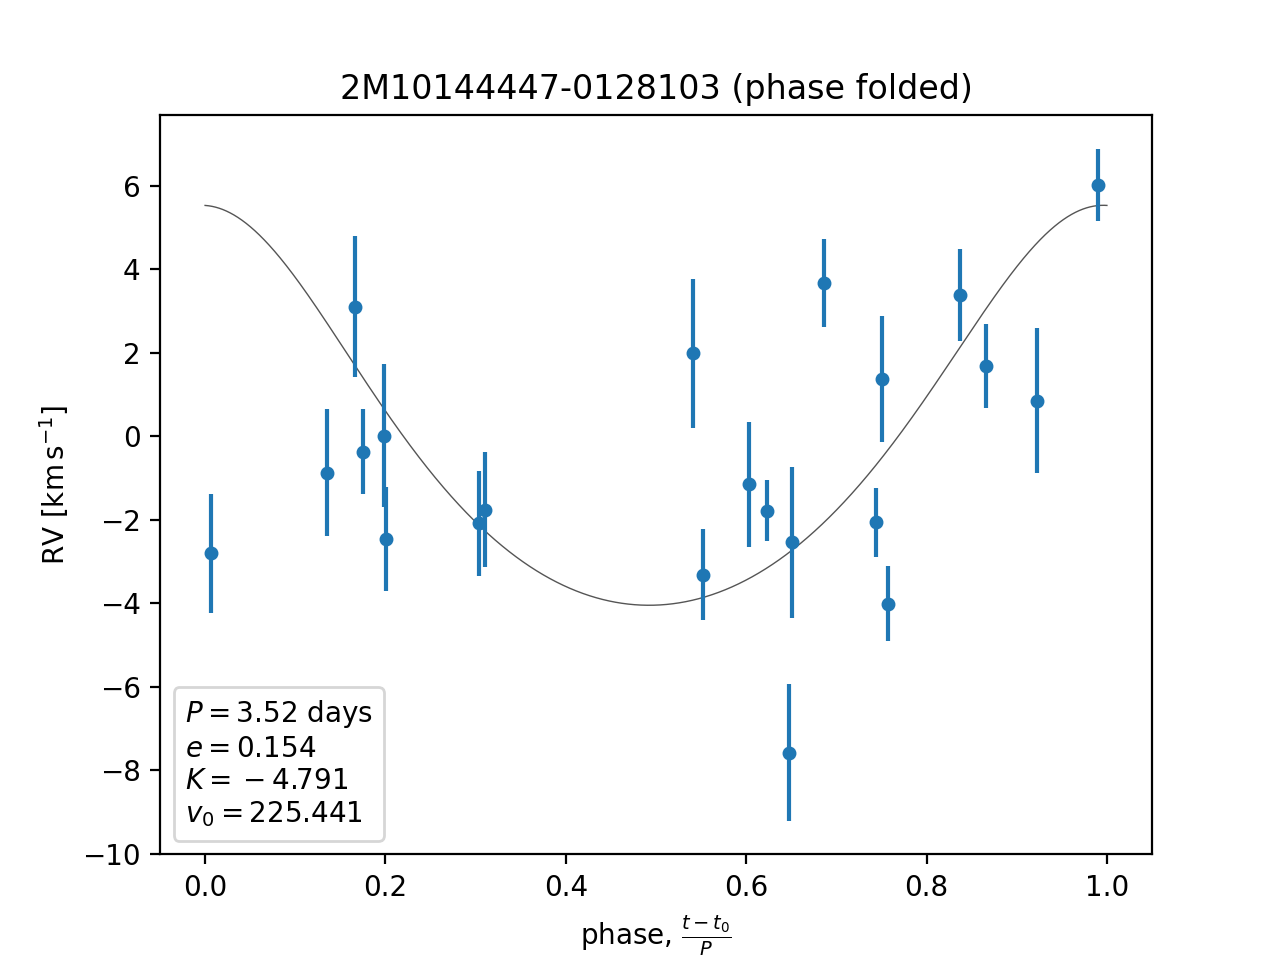 2M10144447-0128103 (phase folded)
RV [km s⁻¹]
6
4
2
0
−2
−4
−6
−8
−10
P = 3.52 days
e = 0.154
K = −4.791
v₀ = 225.441
0.0 0.2 0.4 0.6 0.8 1.0
phase, (t − t₀)/P